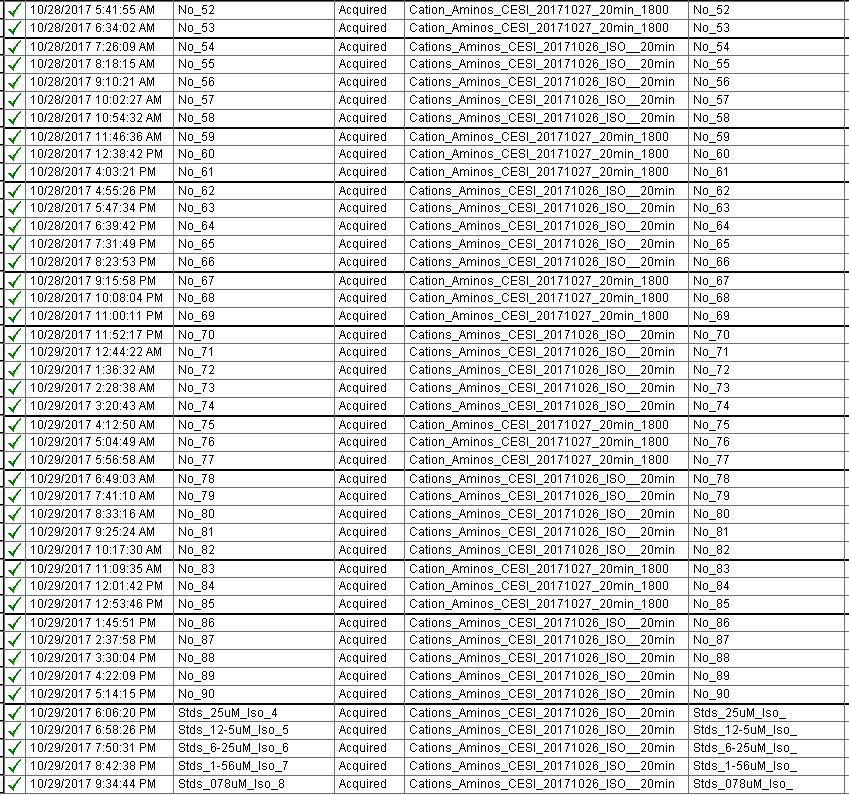 10/28/2017 5:41:55 AM No_52 Acquired Cation_Aminos_CESI_20171027_20min_1800 No_52
10/28/2017 6:34:02 AM No_53 Acquired Cation_Aminos_CESI_20171027_20min_1800 No_53
10/28/2017 7:26:09 AM No_54 Acquired Cations_Aminos_CESI_20171026_ISO__20min No_54
10/28/2017 8:18:15 AM No_55 Acquired Cations_Aminos_CESI_20171026_ISO__20min No_55
10/28/2017 9:10:21 AM No_56 Acquired Cations_Aminos_CESI_20171026_ISO__20min No_56
10/28/2017 10:02:27 AM No_57 Acquired Cations_Aminos_CESI_20171026_ISO__20min No_57
10/28/2017 10:54:32 AM No_58 Acquired Cations_Aminos_CESI_20171026_ISO__20min No_58
10/28/2017 11:46:36 AM No_59 Acquired Cation_Aminos_CESI_20171027_20min_1800 No_59
10/28/2017 12:38:42 PM No_60 Acquired Cation_Aminos_CESI_20171027_20min_1800 No_60
10/28/2017 4:03:21 PM No_61 Acquired Cation_Aminos_CESI_20171027_20min_1800 No_61
10/28/2017 4:55:26 PM No_62 Acquired Cations_Aminos_CESI_20171026_ISO__20min No_62
10/28/2017 5:47:34 PM No_63 Acquired Cations_Aminos_CESI_20171026_ISO__20min No_63
10/28/2017 6:39:42 PM No_64 Acquired Cations_Aminos_CESI_20171026_ISO__20min No_64
10/28/2017 7:31:49 PM No_65 Acquired Cations_Aminos_CESI_20171026_ISO__20min No_65
10/28/2017 8:23:53 PM No_66 Acquired Cations_Aminos_CESI_20171026_ISO__20min No_66
10/28/2017 9:15:58 PM No_67 Acquired Cation_Aminos_CESI_20171027_20min_1800 No_67
10/28/2017 10:08:04 PM No_68 Acquired Cation_Aminos_CESI_20171027_20min_1800 No_68
10/28/2017 11:00:11 PM No_69 Acquired Cation_Aminos_CESI_20171027_20min_1800 No_69
10/28/2017 11:52:17 PM No_70 Acquired Cations_Aminos_CESI_20171026_ISO__20min No_70
10/29/2017 12:44:22 AM No_71 Acquired Cations_Aminos_CESI_20171026_ISO__20min No_71
10/29/2017 1:36:32 AM No_72 Acquired Cations_Aminos_CESI_20171026_ISO__20min No_72
10/29/2017 2:28:38 AM No_73 Acquired Cations_Aminos_CESI_20171026_ISO__20min No_73
10/29/2017 3:20:43 AM No_74 Acquired Cations_Aminos_CESI_20171026_ISO__20min No_74
10/29/2017 4:12:50 AM No_75 Acquired Cation_Aminos_CESI_20171027_20min_1800 No_75
10/29/2017 5:04:49 AM No_76 Acquired Cation_Aminos_CESI_20171027_20min_1800 No_76
10/29/2017 5:56:58 AM No_77 Acquired Cation_Aminos_CESI_20171027_20min_1800 No_77
10/29/2017 6:49:03 AM No_78 Acquired Cations_Aminos_CESI_20171026_ISO__20min No_78
10/29/2017 7:41:10 AM No_79 Acquired Cations_Aminos_CESI_20171026_ISO__20min No_79
10/29/2017 8:33:16 AM No_80 Acquired Cations_Aminos_CESI_20171026_ISO__20min No_80
10/29/2017 9:25:24 AM No_81 Acquired Cations_Aminos_CESI_20171026_ISO__20min No_81
10/29/2017 10:17:30 AM No_82 Acquired Cations_Aminos_CESI_20171026_ISO__20min No_82
10/29/2017 11:09:35 AM No_83 Acquired Cation_Aminos_CESI_20171027_20min_1800 No_83
10/29/2017 12:01:42 PM No_84 Acquired Cation_Aminos_CESI_20171027_20min_1800 No_84
10/29/2017 12:53:46 PM No_85 Acquired Cation_Aminos_CESI_20171027_20min_1800 No_85
10/29/2017 1:45:51 PM No_86 Acquired Cations_Aminos_CESI_20171026_ISO__20min No_86
10/29/2017 2:37:58 PM No_87 Acquired Cations_Aminos_CESI_20171026_ISO__20min No_87
10/29/2017 3:30:04 PM No_88 Acquired Cations_Aminos_CESI_20171026_ISO__20min No_88
10/29/2017 4:22:09 PM No_89 Acquired Cations_Aminos_CESI_20171026_ISO__20min No_89
10/29/2017 5:14:15 PM No_90 Acquired Cations_Aminos_CESI_20171026_ISO__20min No_90
10/29/2017 6:06:20 PM Stds_25uM_Iso_4 Acquired Cations_Aminos_CESI_20171026_ISO__20min Stds_25uM_Iso_
10/29/2017 6:58:26 PM Stds_12-5uM_Iso_5 Acquired Cations_Aminos_CESI_20171026_ISO__20min Stds_12-5uM_Iso_
10/29/2017 7:50:31 PM Stds_6-25uM_Iso_6 Acquired Cations_Aminos_CESI_20171026_ISO__20min Stds_6-25uM_Iso_
10/29/2017 8:42:38 PM Stds_1-56uM_Iso_7 Acquired Cations_Aminos_CESI_20171026_ISO__20min Stds_1-56uM_Iso_
10/29/2017 9:34:44 PM Stds_078uM_Iso_8 Acquired Cations_Aminos_CESI_20171026_ISO__20min Stds_078uM_Iso_